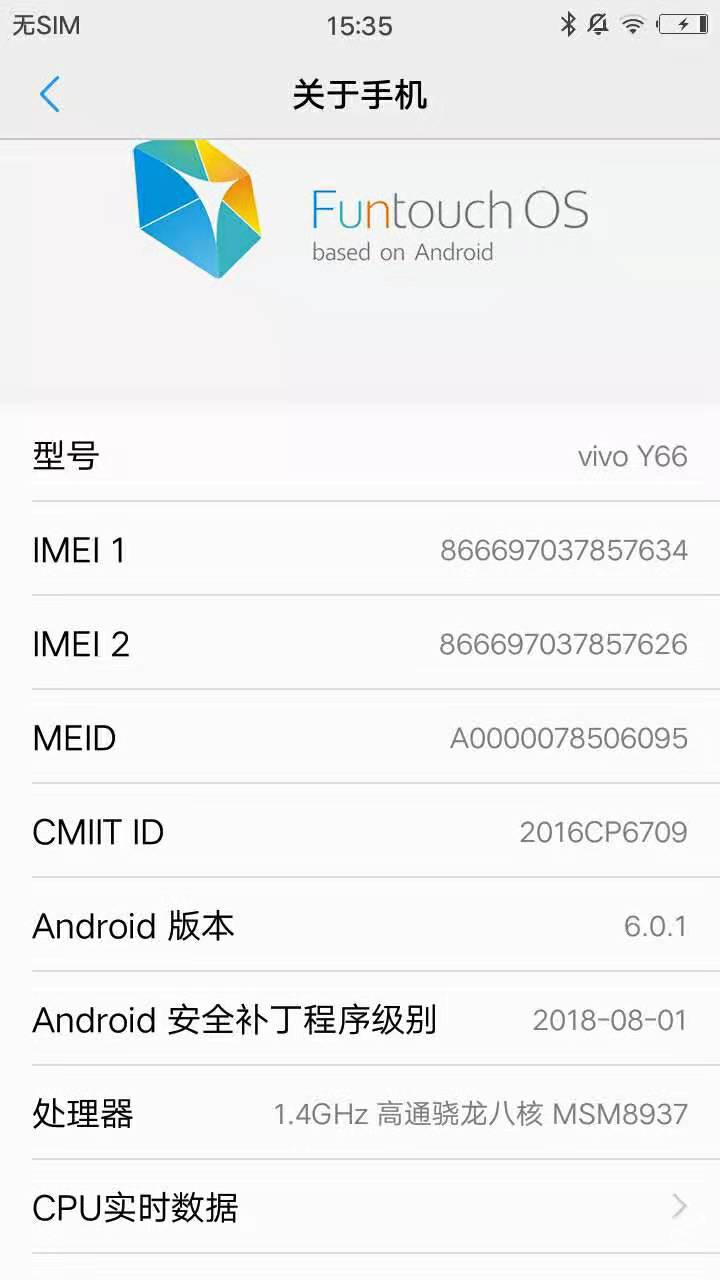 无SIM 15:35
关于手机
Funtouch OS
based on Android
型号 vivo Y66
IMEI 1 866697037857634
IMEI 2 866697037857626
MEID A0000078506095
CMIIT ID 2016CP6709
Android 版本 6.0.1
Android 安全补丁程序级别 2018-08-01
处理器 1.4GHz 高通骁龙八核 MSM8937
CPU实时数据